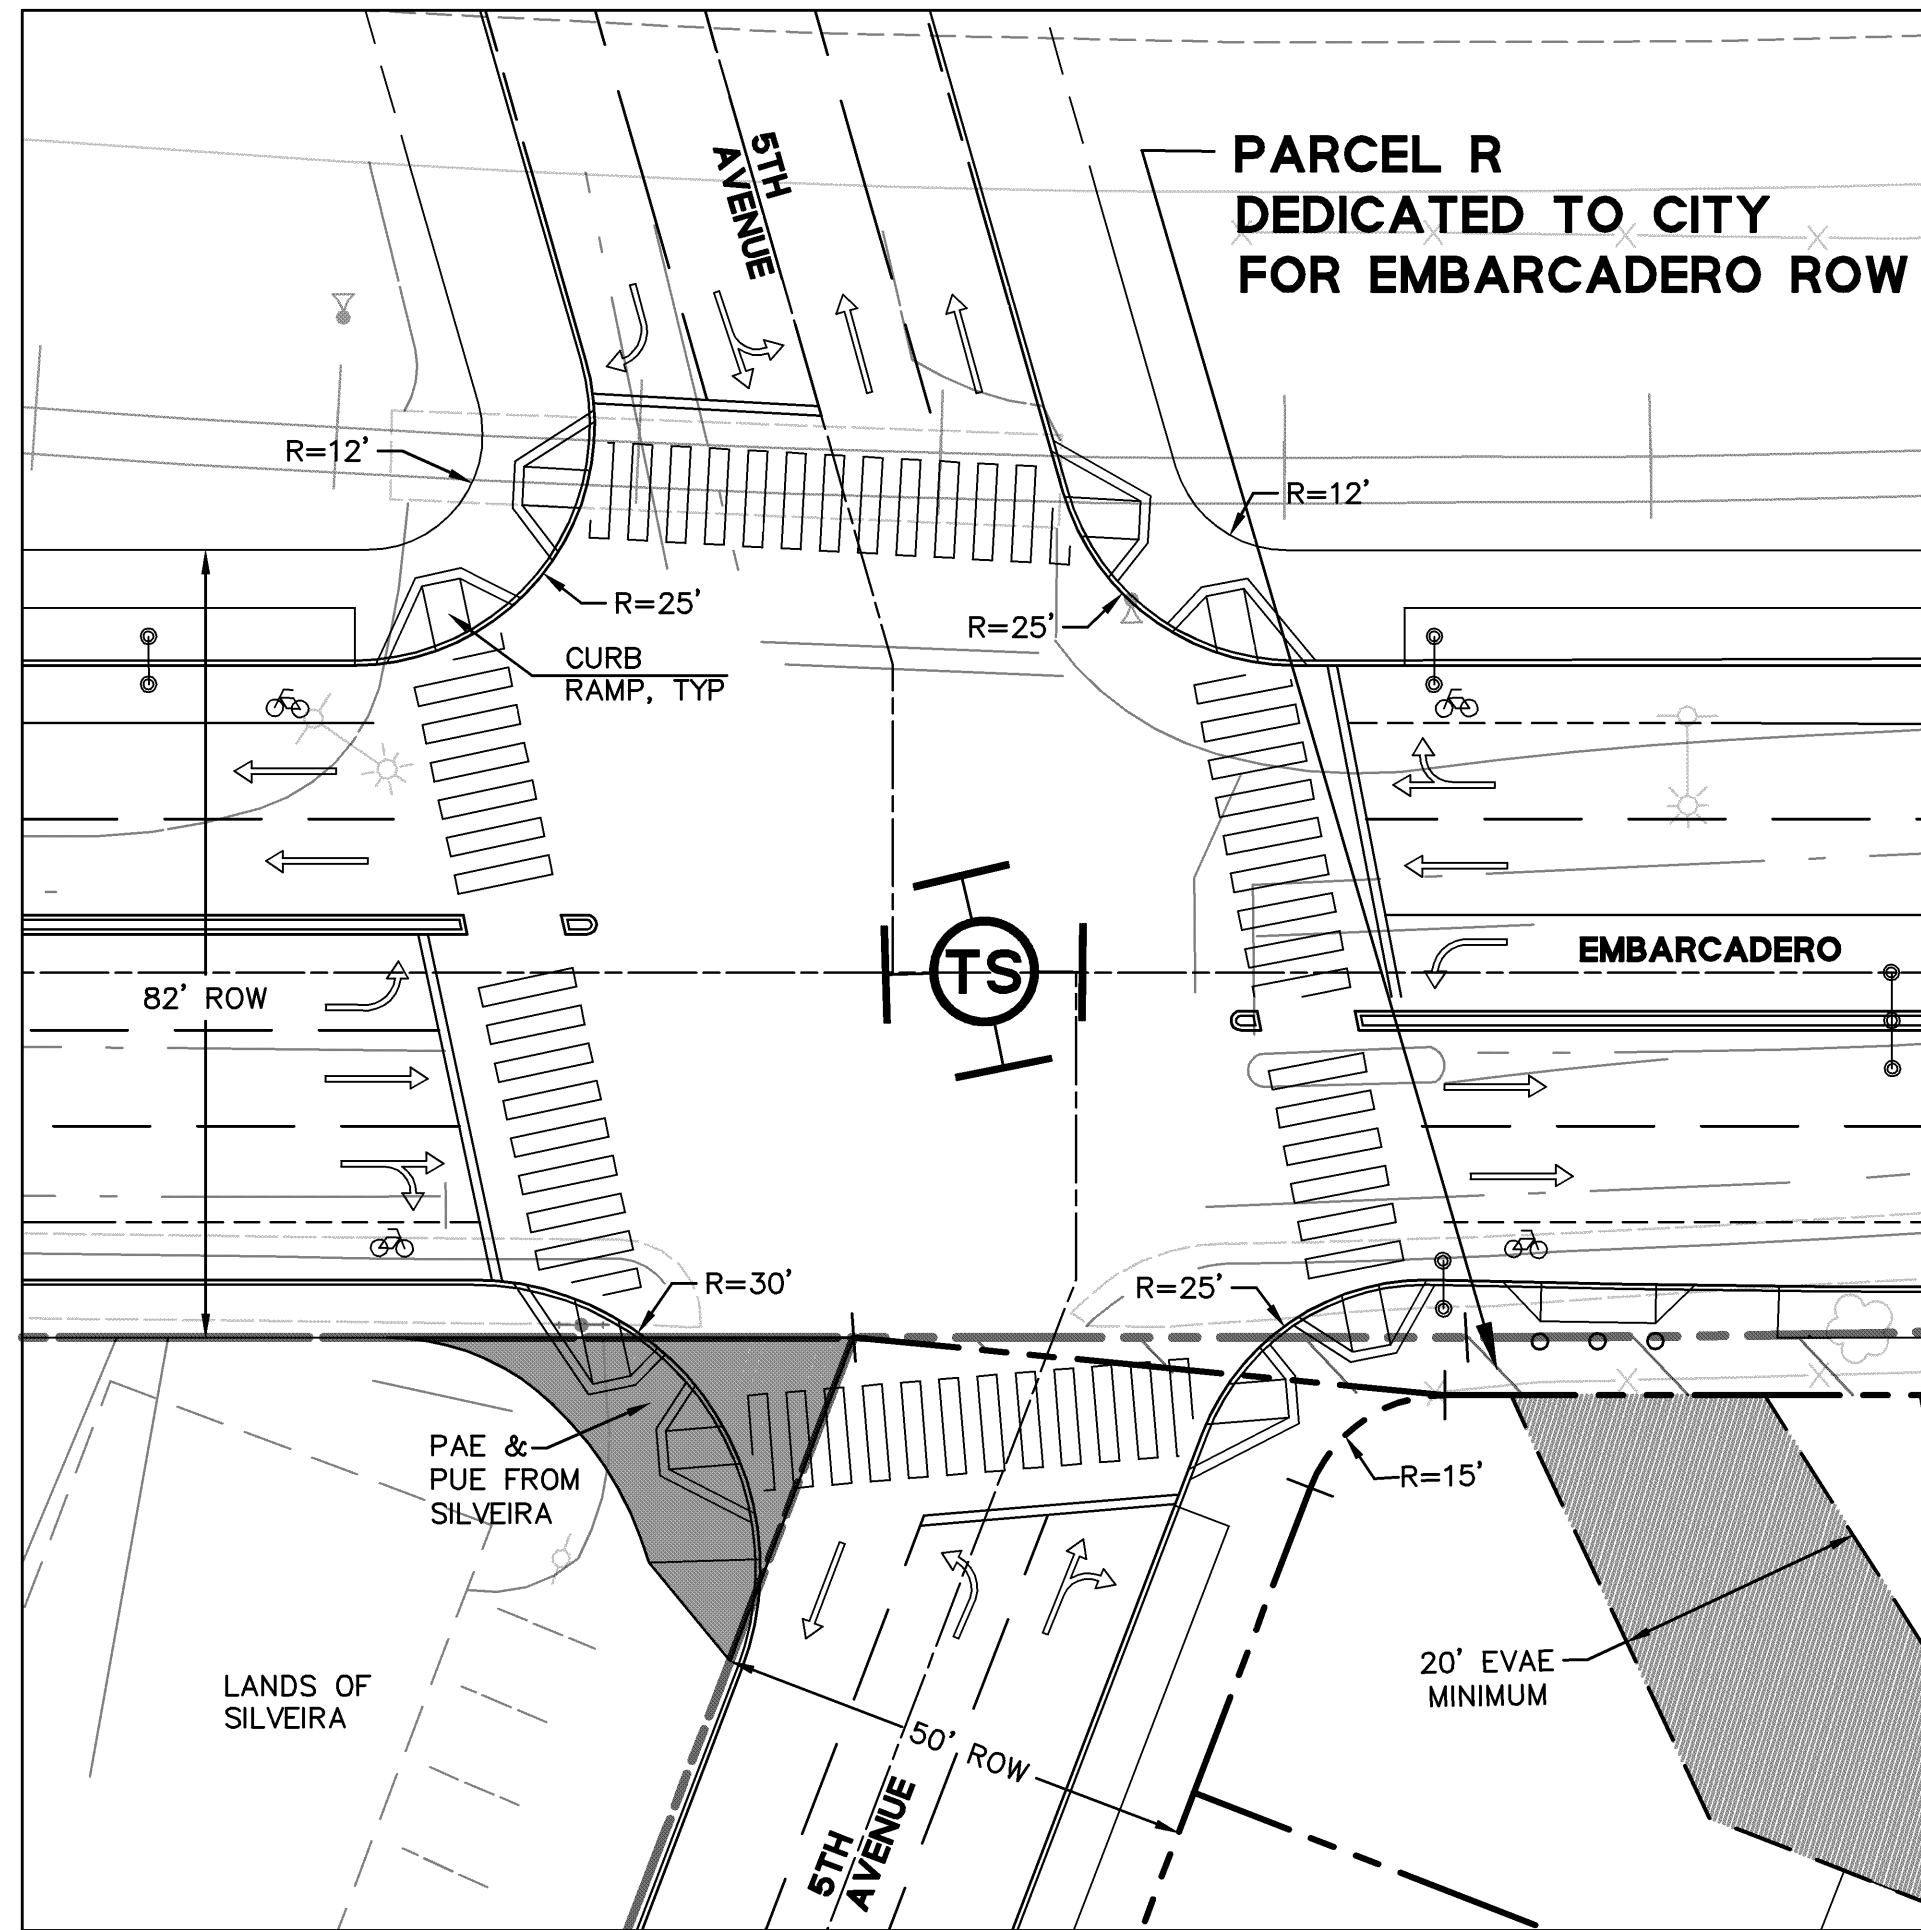 5TH
AVENUE
PARCEL R
DEDICATED TO CITY
FOR EMBARCADERO ROW
R=12'
R=12'
R=25'
R=25'
CURB
RAMP, TYP
EMBARCADERO
TS
82' ROW
R=30'
R=25'
PAE &
PUE FROM
SILVEIRA
R=15'
LANDS OF
SILVEIRA
20' EVAE
MINIMUM
50' ROW
5TH
AVENUE